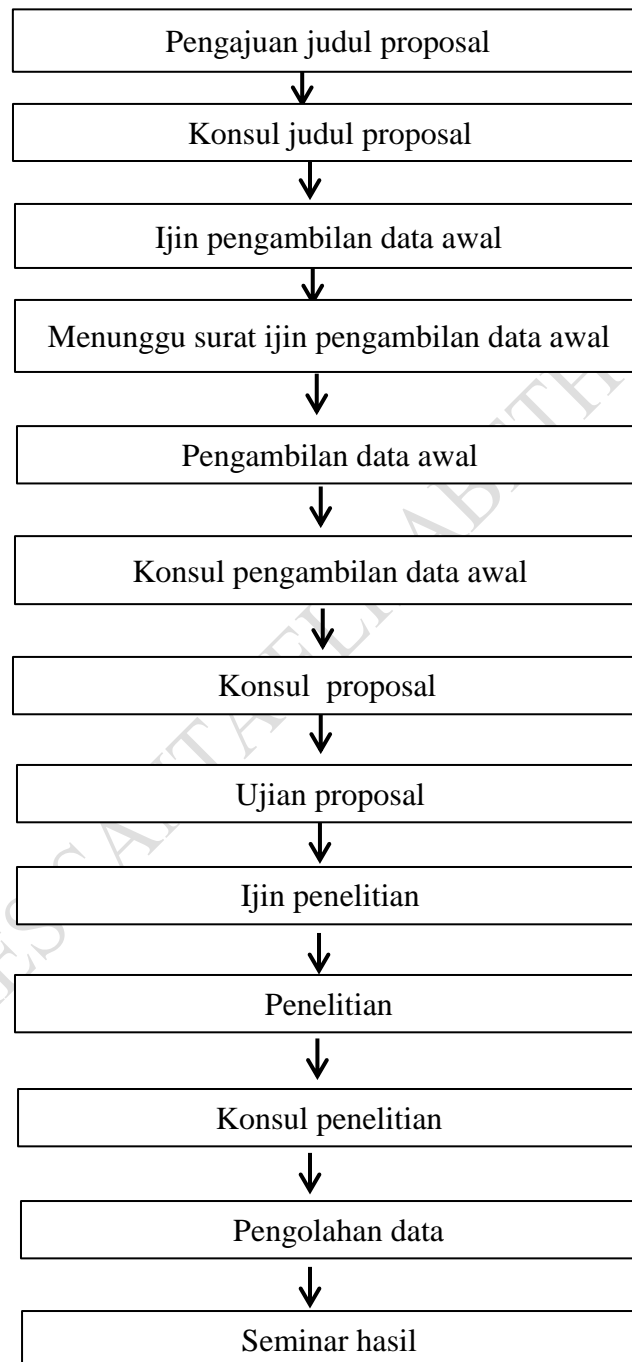 Pengajuan judul proposal
Konsul judul proposal
Ijin pengambilan data awal
Menunggu surat ijin pengambilan data awal
Pengambilan data awal
Konsul pengambilan data awal
Konsul  proposal
Ujian proposal
Ijin penelitian
Penelitian
Konsul penelitian
Pengolahan data
Seminar hasil